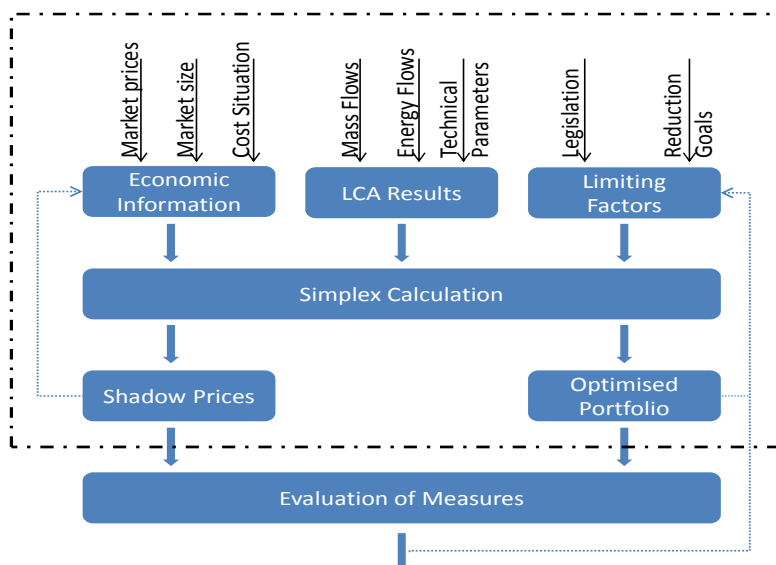 Market prices
Market size
Cost Situation
Mass Flows
Energy Flows
Technical
Parameters
Legislation
Reduction
Goals
Economic
Information
LCA Results
Limiting
Factors
Simplex Calculation
Shadow Prices
Optimised
Portfolio
Evaluation of Measures